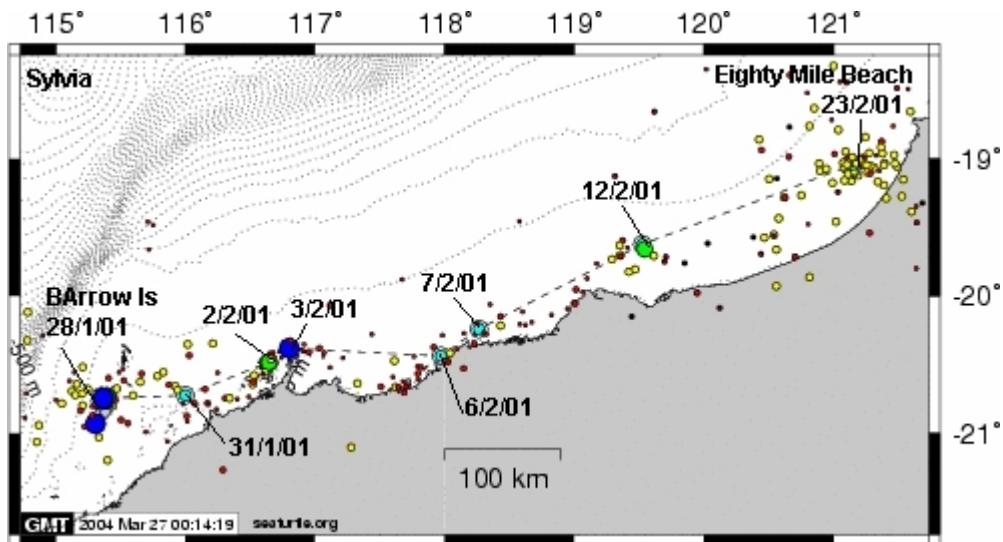 115° 116° 117° 118° 119° 120° 121°
Sylvia
Eighty Mile Beach
23/2/01
-19°
12/2/01
7/2/01
-20°
BArrow Is
28/1/01
2/2/01
3/2/01
500 m
6/2/01
31/1/01
-21°
100 km
GMT 2004 Mar 27 00:14:19 seaturtle.org